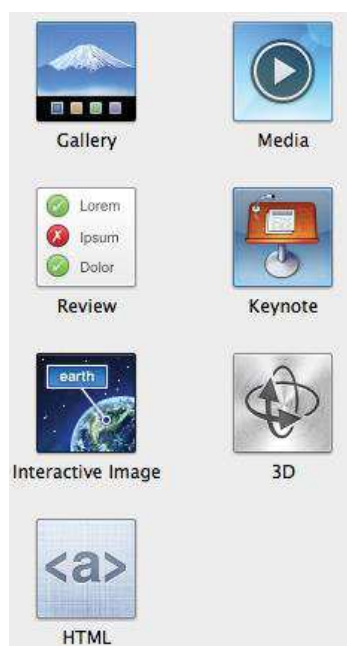 Gallery
Media
Lorem
Ipsum
Dolor
Review
Keynote
earth
Interactive Image
3D
<a>
HTML